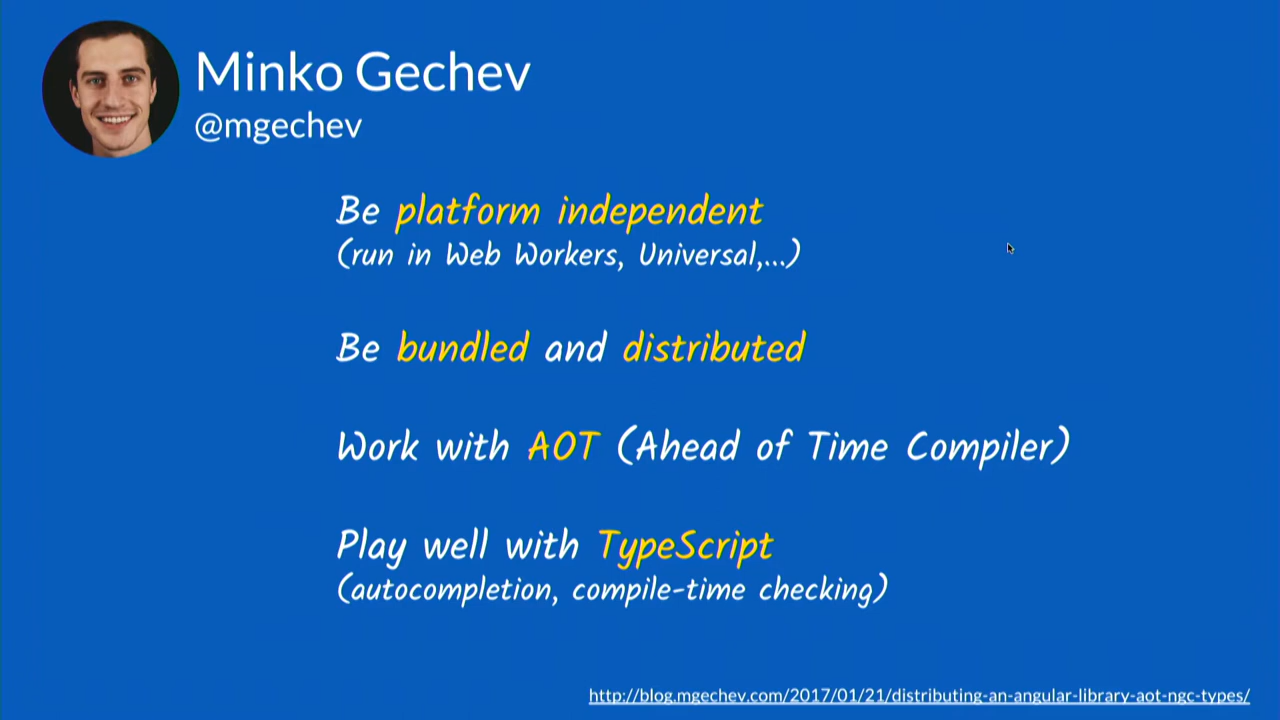 Minko Gechev
@mgechev
Be platform independent
(run in Web Workers, Universal,...)
Be bundled and distributed
Work with AOT (Ahead of Time Compiler)
Play well with TypeScript
(autocompletion, compile-time checking)
http://blog.mgechev.com/2017/01/21/distributing-an-angular-library-aot-ngc-types/